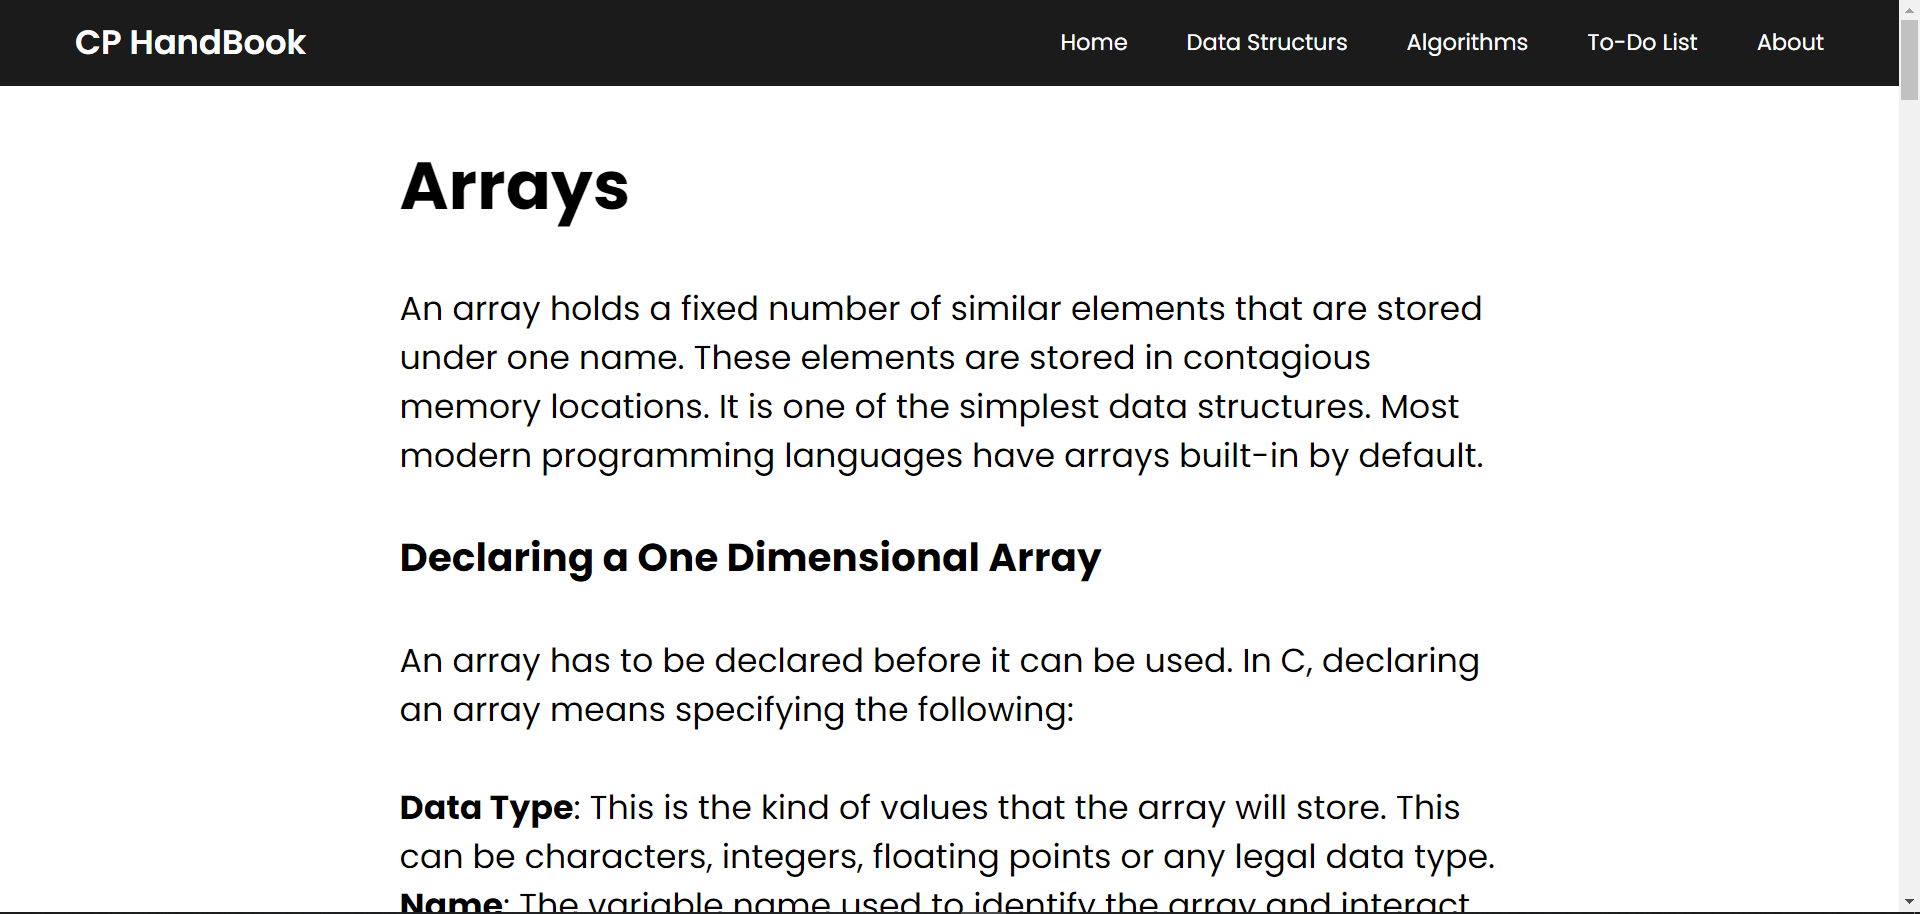 CP HandBook
Home
Data Structurs
Algorithms
To-Do List
About
Arrays
An array holds a fixed number of similar elements that are stored
under one name. These elements are stored in contagious
memory locations. It is one of the simplest data structures. Most
modern programming languages have arrays built-in by default.
Declaring a One Dimensional Array
An array has to be declared before it can be used. In C, declaring
an array means specifying the following:
Data Type: This is the kind of values that the array will store. This
can be characters, integers, floating points or any legal data type.
Name: The variable name used to identify the array and interact